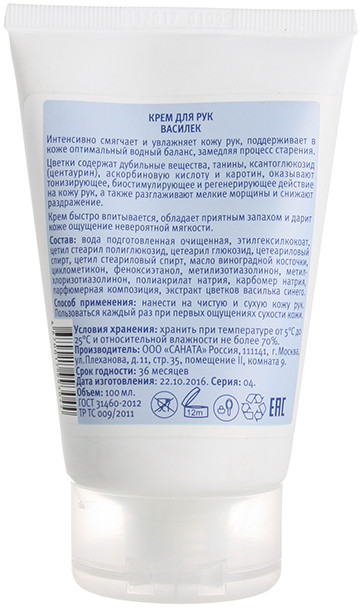 КРЕМ ДЛЯ РУК
ВАСИЛЕК
Интенсивно смягчает и увлажняет кожу рук, поддерживает в
коже оптимальный водный баланс, замедляя процесс старения.
Цветки содержат дубильные вещества, танины, ксантоглюкозид
(центаурин), аскорбиновую кислоту и каротин, оказывают
тонизирующее, биостимулирующее и регенерирующее действие
на кожу рук, а также разглаживают мелкие морщины и снижают
раздражение.
Крем быстро впитывается, обладает приятным запахом и дарит
коже ощущение невероятной мягкости.
Состав: вода подготовленная очищенная, этилгексилкокоат,
цетил стеарил полиглюкозид, цетеарил глюкозид, цетеариловый
спирт, цетил стеариловый спирт, масло виноградной косточки,
циклометикон, феноксиэтанол, метилизотиазолинон, метил-
хлоризотиазолинон, полиакрилат натрия, карбомер натрия,
парфюмерная композиция, экстракт цветков василька синего.
Способ применения: нанести на чистую и сухую кожу рук.
Пользоваться каждый раз при первых ощущениях сухости кожи.
Условия хранения: хранить при температуре от 5°С до
25°С и относительной влажности не более 70%.
Производитель: ООО «САНАТА» Россия, 111141, г. Москва,
ул.Плеханова, д.11, стр.35, помещение II, комната 9.
Срок годности: 36 месяцев
Дата изготовления: 22.10.2016. Серия: 04.
Объем: 100 мл.
ГОСТ 31460-2012
ТР ТС 009/2011
12m
ЕАС